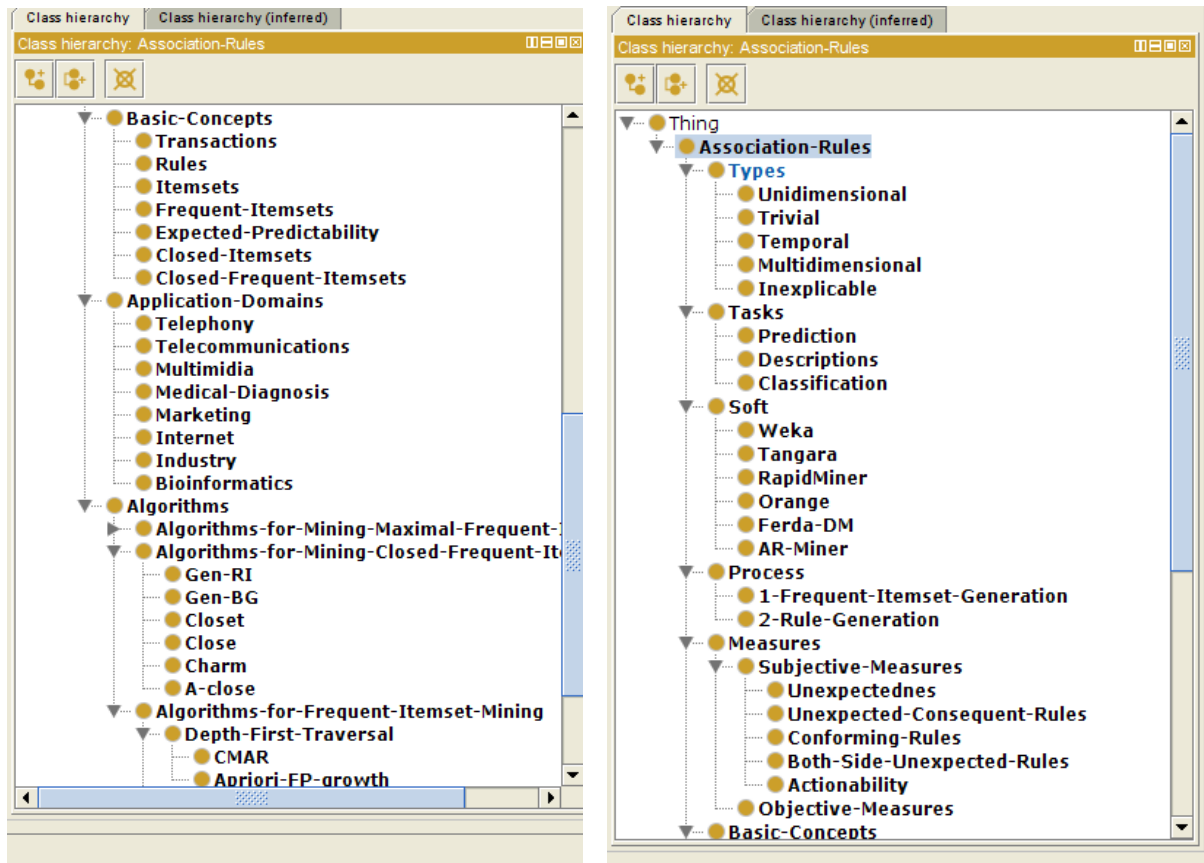 Class hierarchy Class hierarchy (inferred)
Class hierarchy: Association-Rules
Basic-Concepts
Transactions
Rules
Itemsets
Frequent-Itemsets
Expected-Predictability
Closed-Itemsets
Closed-Frequent-Itemsets
Application-Domains
Telephony
Telecommunications
Multimidia
Medical-Diagnosis
Marketing
Internet
Industry
Bioinformatics
Algorithms
Algorithms-for-Mining-Maximal-Frequent-
Algorithms-for-Mining-Closed-Frequent-Ite
Gen-RI
Gen-BG
Closet
Close
Charm
A-close
Algorithms-for-Frequent-Itemset-Mining
Depth-First-Traversal
CMAR
Apriori-FP-growth
Class hierarchy Class hierarchy (inferred)
Class hierarchy: Association-Rules
Thing
Association-Rules
Types
Unidimensional
Trivial
Temporal
Multidimensional
Inexplicable
Tasks
Prediction
Descriptions
Classification
Soft
Weka
Tangara
RapidMiner
Orange
Ferda-DM
AR-Miner
Process
1-Frequent-Itemset-Generation
2-Rule-Generation
Measures
Subjective-Measures
Unexpectednes
Unexpected-Consequent-Rules
Conforming-Rules
Both-Side-Unexpected-Rules
Actionability
Objective-Measures
Basic-Concepts